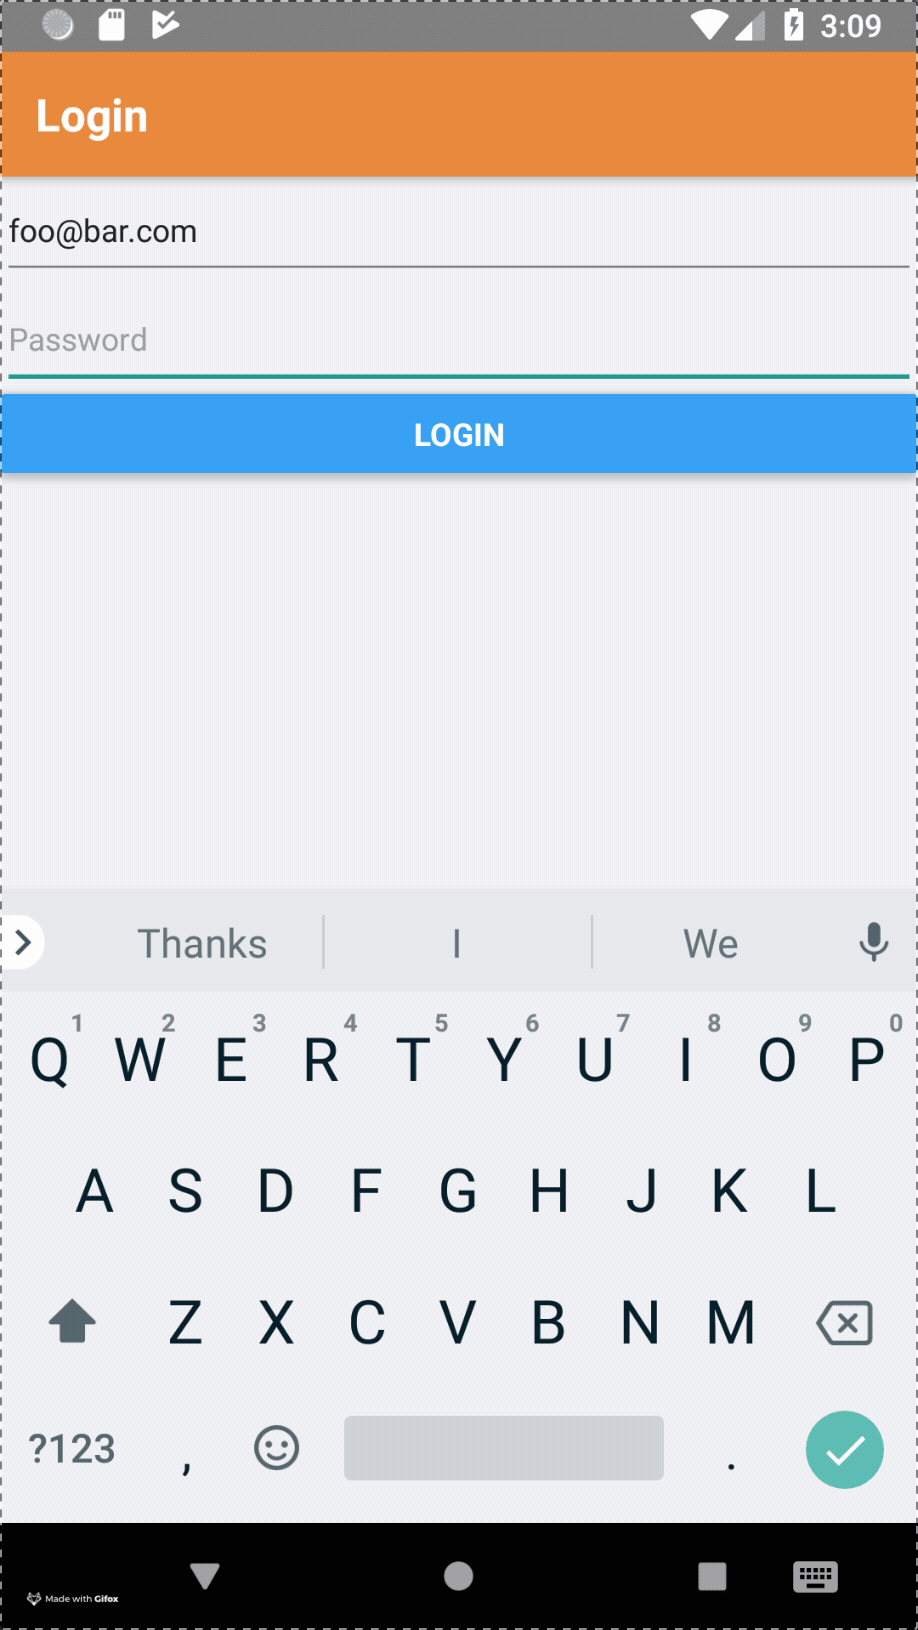 3:09
Login
foo@bar.com
Password
LOGIN
Thanks I We
1 2 3 4 5 6 7 8 9 0
Q W E R T Y U I O P
A S D F G H J K L
Z X C V B N M
?123 , .
Made with Gifox